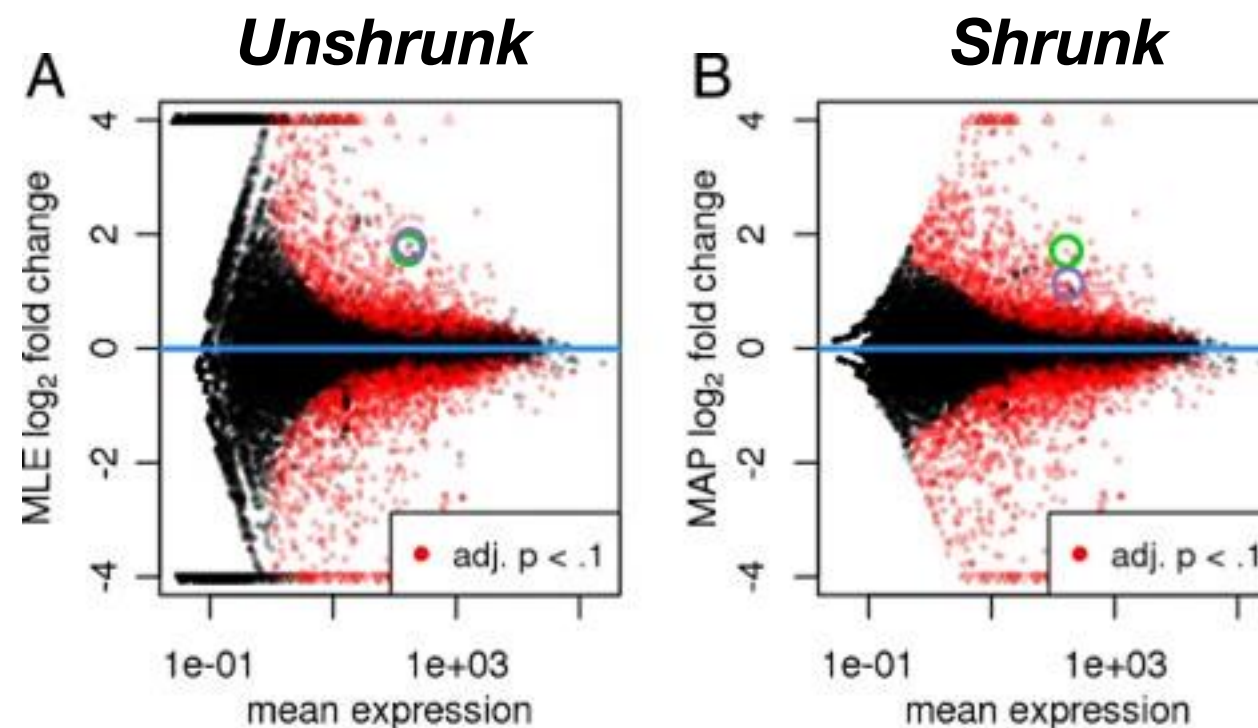 Unshrunk
Shrunk
A
B
MLE log₂ fold change
4
2
0
-2
-4
adj. p < .1
1e-01
1e+03
mean expression
MAP log₂ fold change
4
2
0
-2
-4
adj. p < .1
1e-01
1e+03
mean expression